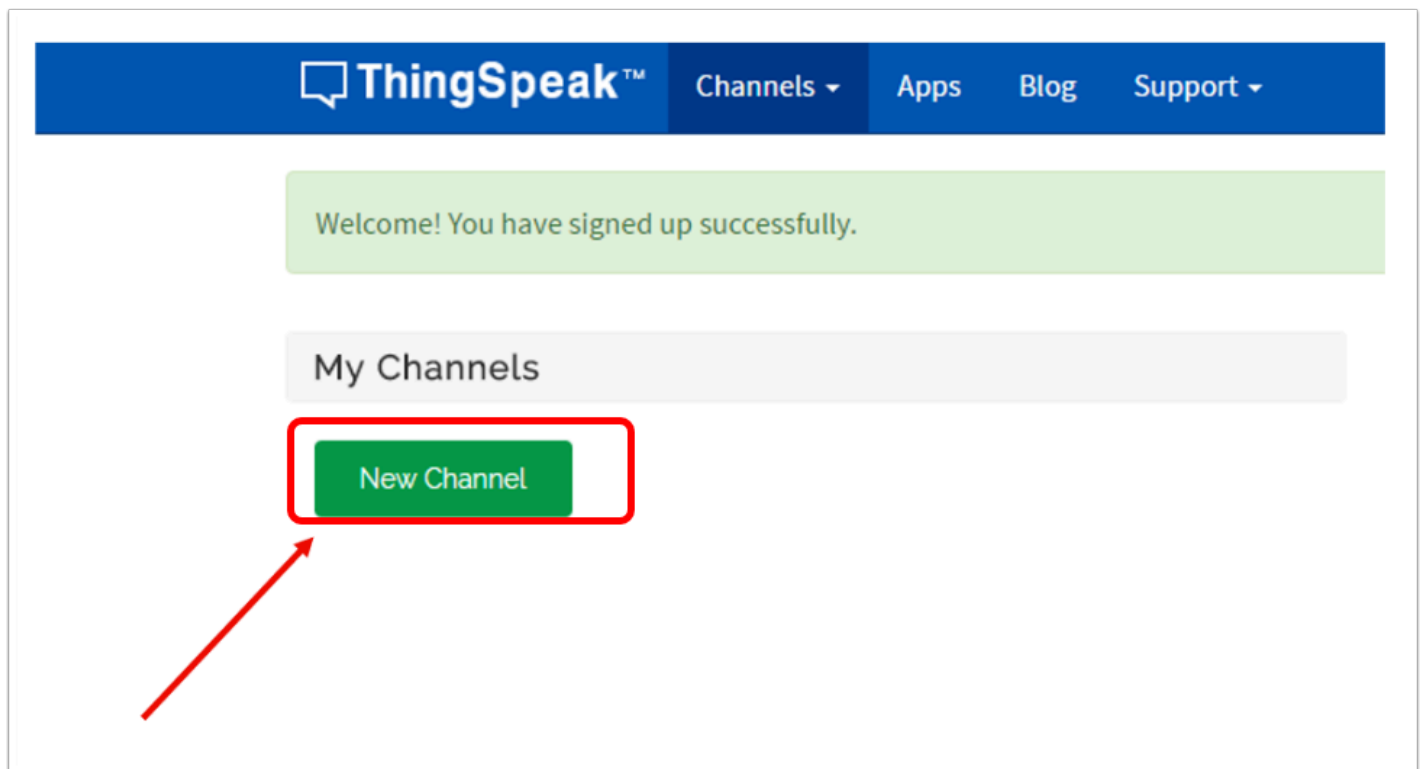 ThingSpeak™ Channels Apps Blog Support
Welcome! You have signed up successfully.
My Channels
New Channel